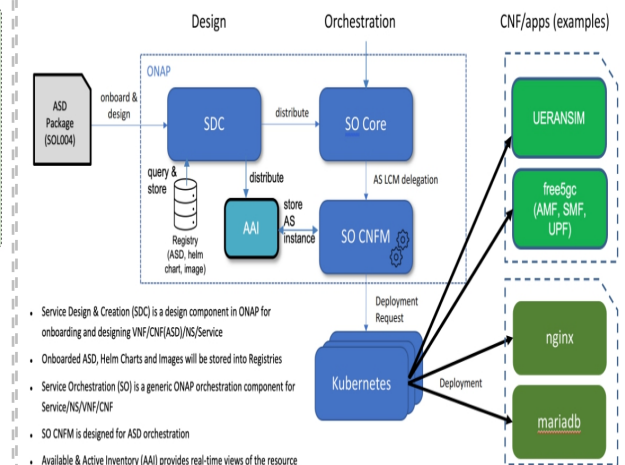 Design
Orchestration
CNF/apps (examples)
ONAP
ASD
Package
(SOL004)
onboard &
design
SDC
distribute
SO Core
UERANSIM
query &
store
distribute
AS LCM delegation
free5gc
(AMF, SMF,
UPF)
Registry
(ASD, helm
chart, image)
AAI
store
AS
instance
SO CNFM
Deployment
Request
nginx
Kubernetes
Deployment
mariadb
• Service Design & Creation (SDC) is a design component in ONAP for
onboarding and designing VNF/CNF(ASD)/NS/Service
• Onboarded ASD, Helm Charts and Images will be stored into Registries
• Service Orchestration (SO) is a generic ONAP orchestration component for
Service/NS/VNF/CNF
• SO CNFM is designed for ASD orchestration
• Available & Active Inventory (AAI) provides real-time views of the resource